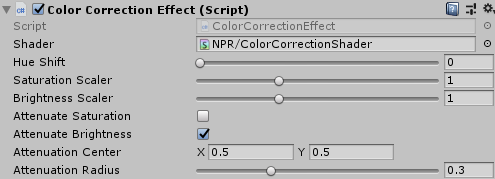 Color Correction Effect (Script)
Script ColorCorrectionEffect
Shader NPR/ColorCorrectionShader
Hue Shift 0
Saturation Scaler 1
Brightness Scaler 1
Attenuate Saturation
Attenuate Brightness
Attenuation Center X 0.5 Y 0.5
Attenuation Radius 0.3